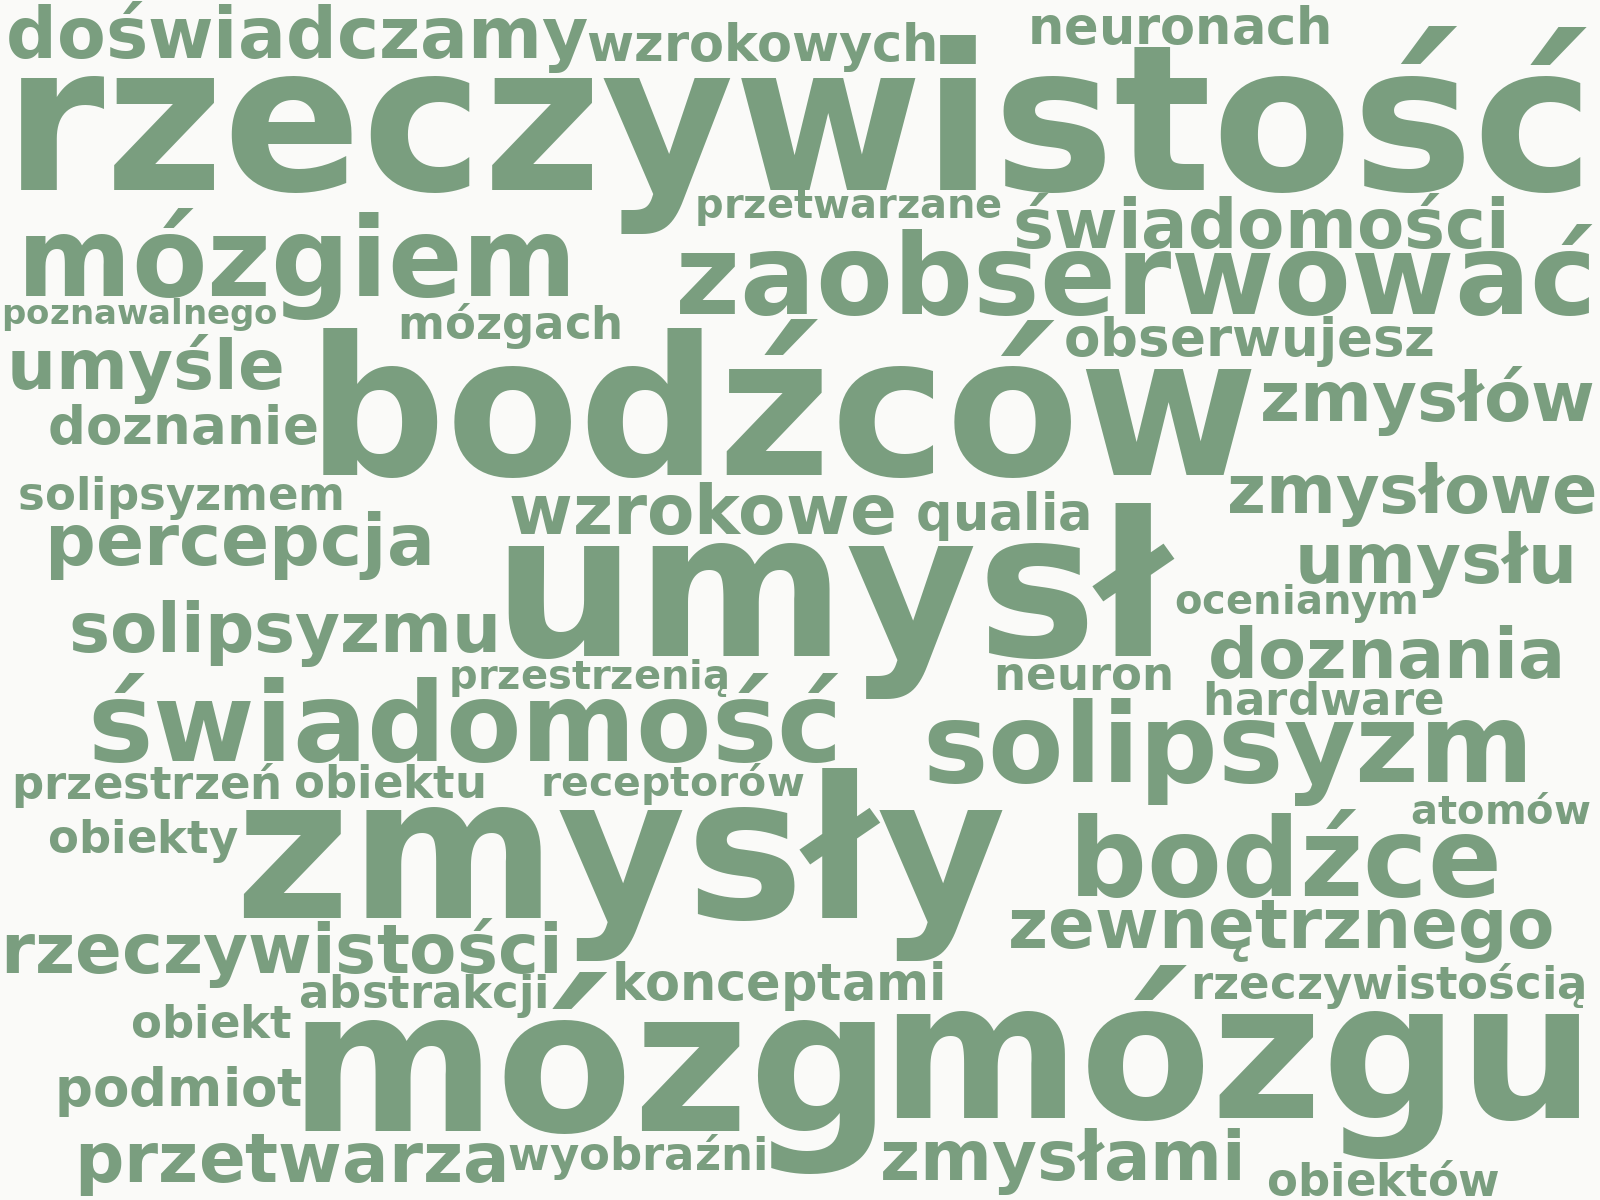 doświadczamy wzrokowych neuronach
rzeczywistość
przetwarzane świadomości
mózgiem zaobserwować
poznawalnego mózgach obserwujesz
umyśle bodźców zmysłów
doznanie
solipsyzmem wzrokowe qualia zmysłowe
percepcja umysł umysłu
ocenianym
solipsyzmu doznania
przestrzenią neuron hardware
świadomość solipsyzm
przestrzeń obiektu receptorów atomów
obiekty zmysły bodźce
zewnętrznego
rzeczywistości
abstrakcji konceptami rzeczywistością
obiekt mózg mózgu
podmiot
przetwarza wyobraźni zmysłami obiektów